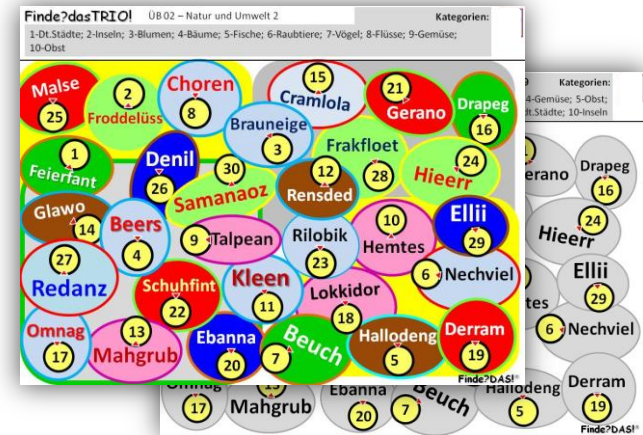 Finde?dasTRIO! ÜB 02 – Natur und Umwelt 2 Kategorien:
1-Dt.Städte; 2-Inseln; 3-Blumen; 4-Bäume; 5-Fische; 6-Raubtiere; 7-Vögel; 8-Flüsse; 9-Gemüse;
10-Obst
Malse 25
2 Froddelüss
Choren 8
15 Cramlola
21 Gerano
Drapeg 16
1 Feierfant
Denil 26
Brauneige 3
Frakfloet 28
Hieerr 24
30 Samanaoz
12 Rensded
Glawo 14
Beers 4
9 Talpean
Rilobik 23
10 Hemtes
Ellii 29
27 Redanz
Schuhfint 22
Kleen 11
Lokkidor 18
6 Nechviel
Omnag 17
13 Mahgrub
Ebanna 20
Beuch 7
Hallodeng 5
Derram 19
Finde?DAS!®
9 Kategorien:
4-Gemüse; 5-Obst;
dt.Städte; 10-Inseln
erano
Drapeg 16
Hieerr 24
Ellii 29
tes
6 Nechviel
Omnag 17
Mahgrub
Ebanna 20
Beuch 7
Hallodeng 5
Derram 19
Finde?DAS!®